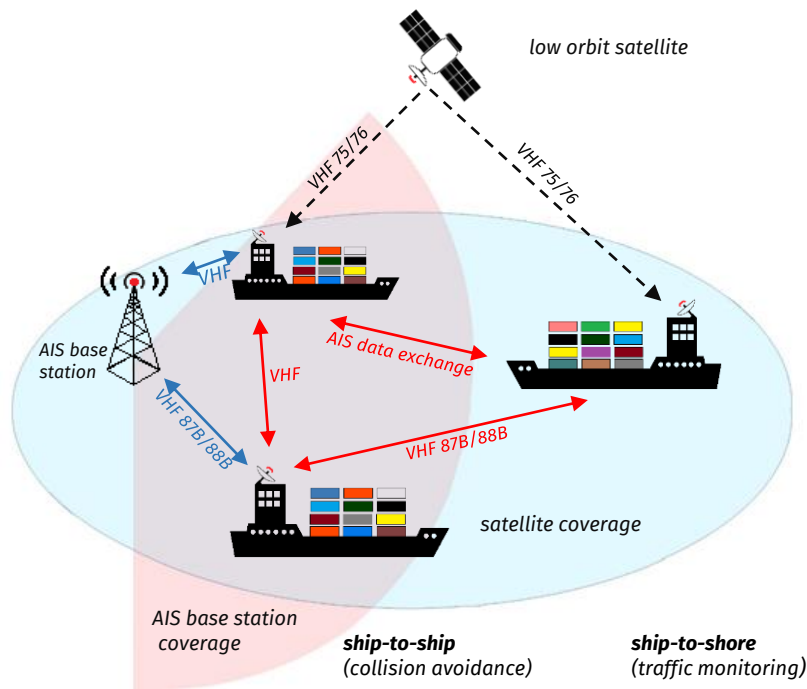 low orbit satellite
VHF 75/76
VHF 75/76
VHF
AIS base
station
AIS data exchange
VHF
VHF 87B/88B
VHF 87B/88B
satellite coverage
AIS base station
coverage
ship-to-ship
(collision avoidance)
ship-to-shore
(traffic monitoring)